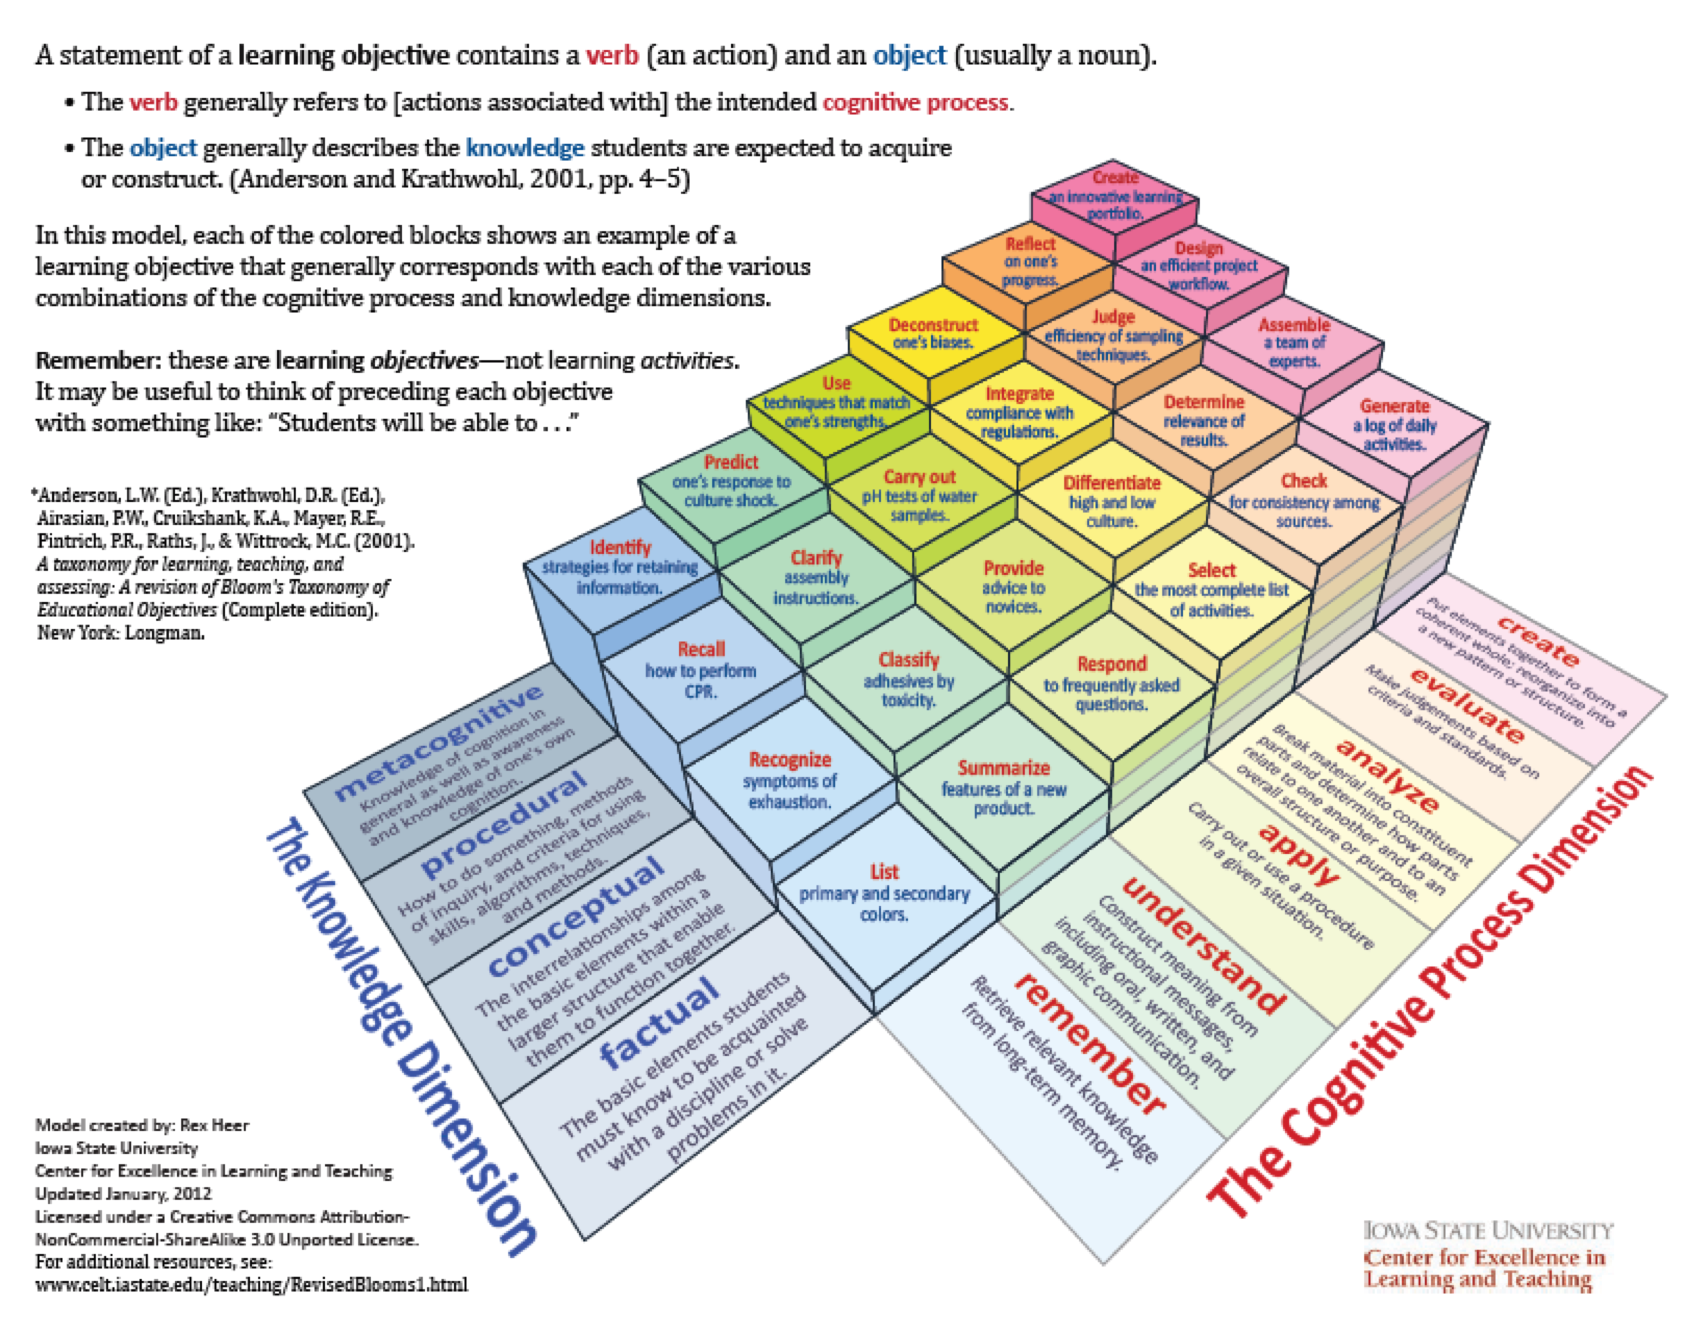 A statement of a learning objective contains a verb (an action) and an object (usually a noun).
• The verb generally refers to [actions associated with] the intended cognitive process.
• The object generally describes the knowledge students are expected to acquire
or construct. (Anderson and Krathwohl, 2001, pp. 4–5)
In this model, each of the colored blocks shows an example of a
learning objective that generally corresponds with each of the various
combinations of the cognitive process and knowledge dimensions.
Remember: these are learning objectives—not learning activities.
It may be useful to think of preceding each objective
with something like: “Students will be able to . . .”
*Anderson, L.W. (Ed.), Krathwohl, D.R. (Ed.),
Airasian, P.W., Cruikshank, K.A., Mayer, R.E.,
Pintrich, P.R., Raths, J., & Wittrock, M.C. (2001).
A taxonomy for learning, teaching, and
assessing: A revision of Bloom’s Taxonomy of
Educational Objectives (Complete edition).
New York: Longman.
Create
an innovative learning
portfolio.
Reflect
on one’s
progress.
Design
an efficient project
workflow.
Deconstruct
one’s biases.
Judge
efficiency of sampling
techniques.
Assemble
a team of
experts.
Use
techniques that match
one’s strengths.
Integrate
compliance with
regulations.
Determine
relevance of
results.
Generate
a log of daily
activities.
Predict
one’s response to
culture shock.
Carry out
pH tests of water
samples.
Differentiate
high and low
culture.
Check
for consistency among
sources.
Identify
strategies for retaining
information.
Clarify
assembly
instructions.
Provide
advice to
novices.
Select
the most complete list
of activities.
Recall
how to perform
CPR.
Classify
adhesives by
toxicity.
Respond
to frequently asked
questions.
Recognize
symptoms of
exhaustion.
Summarize
features of a new
product.
List
primary and secondary
colors.
metacognitive
Knowledge of cognition in
general as well as awareness
and knowledge of one’s own
cognition.
procedural
How to do something, methods
of inquiry, and criteria for using
skills, algorithms, techniques,
and methods.
conceptual
The interrelationships among
the basic elements within a
larger structure that enable
them to function together.
factual
The basic elements students
must know to be acquainted
with a discipline or solve
problems in it.
The Knowledge Dimension
create
Put elements together to form a
coherent whole; reorganize into
a new pattern or structure.
evaluate
Make judgements based on
criteria and standards.
analyze
Break material into constituent
parts and determine how parts
relate to one another and to an
overall structure or purpose.
apply
Carry out or use a procedure
in a given situation.
understand
Construct meaning from
instructional messages,
including oral, written, and
graphic communication.
remember
Retrieve relevant knowledge
from long-term memory.
The Cognitive Process Dimension
Model created by: Rex Heer
Iowa State University
Center for Excellence in Learning and Teaching
Updated January, 2012
Licensed under a Creative Commons Attribution-
NonCommercial-ShareAlike 3.0 Unported License.
For additional resources, see:
www.celt.iastate.edu/teaching/RevisedBlooms1.html
IOWA STATE UNIVERSITY
Center for Excellence in
Learning and Teaching